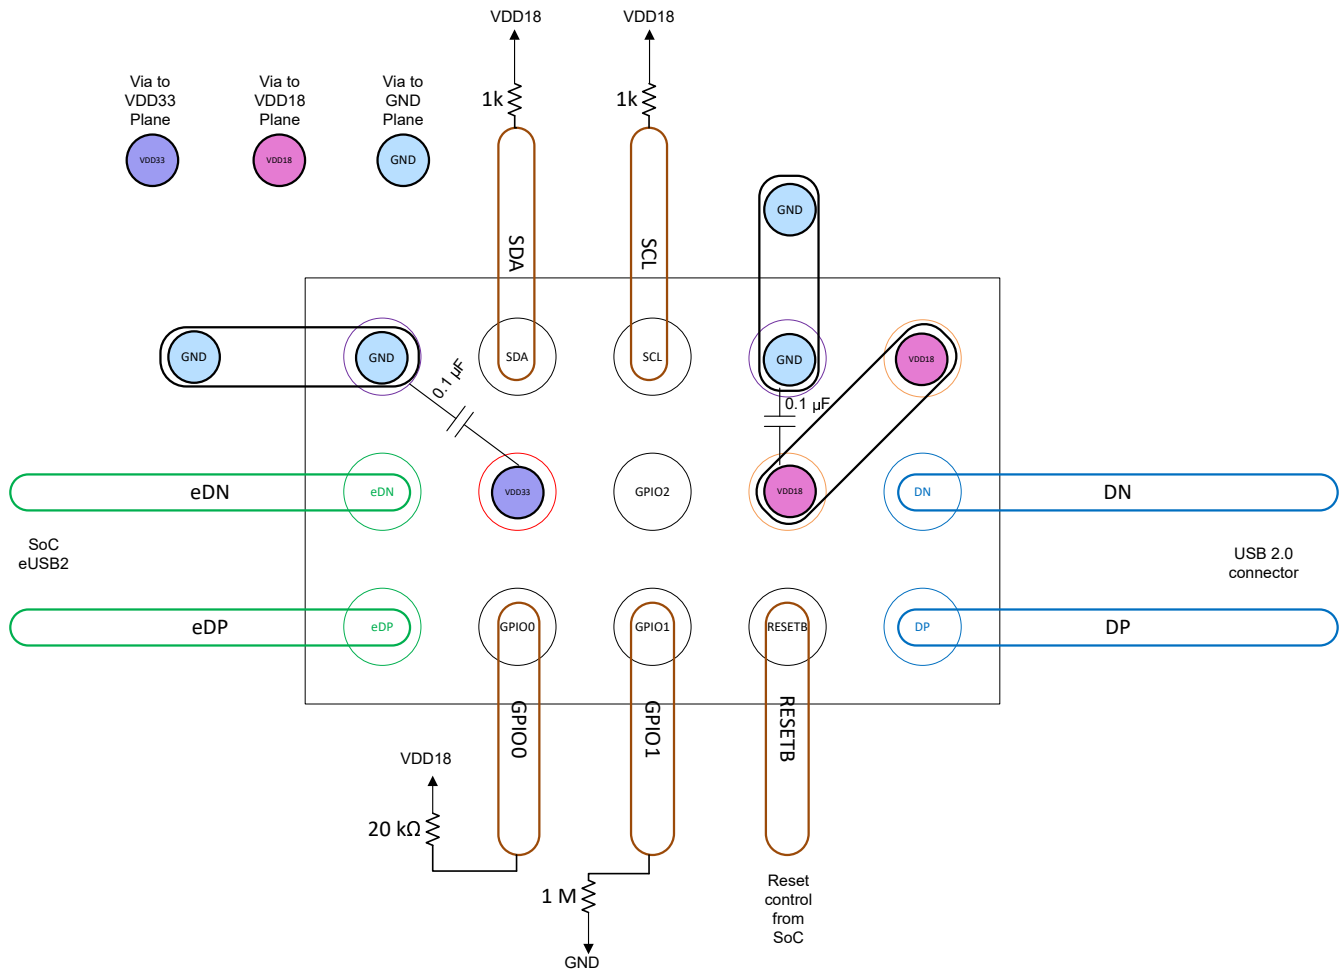 VDD18
VDD18
Via to
VDD33
Plane
Via to
VDD18
Plane
Via to
GND
Plane
1k
1k
VDD33
VDD18
GND
GND
SDA
SCL
GND
GND
SDA
SCL
GND
VDD18
0.1 µF
0.1 µF
eDN
eDN
VDD33
GPIO2
VDD18
DN
DN
SoC
eUSB2
USB 2.0
connector
eDP
eDP
GPIO0
GPIO1
RESETB
DP
DP
GPIO0
GPIO1
RESETB
VDD18
20 kΩ
1 M
GND
Reset
control
from
SoC